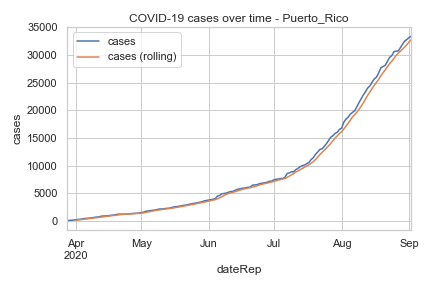 COVID-19 cases over time - Puerto_Rico
cases
cases (rolling)
35000
30000
25000
20000
15000
10000
5000
0
cases
Apr
2020
May
Jun
Jul
Aug
Sep
dateRep